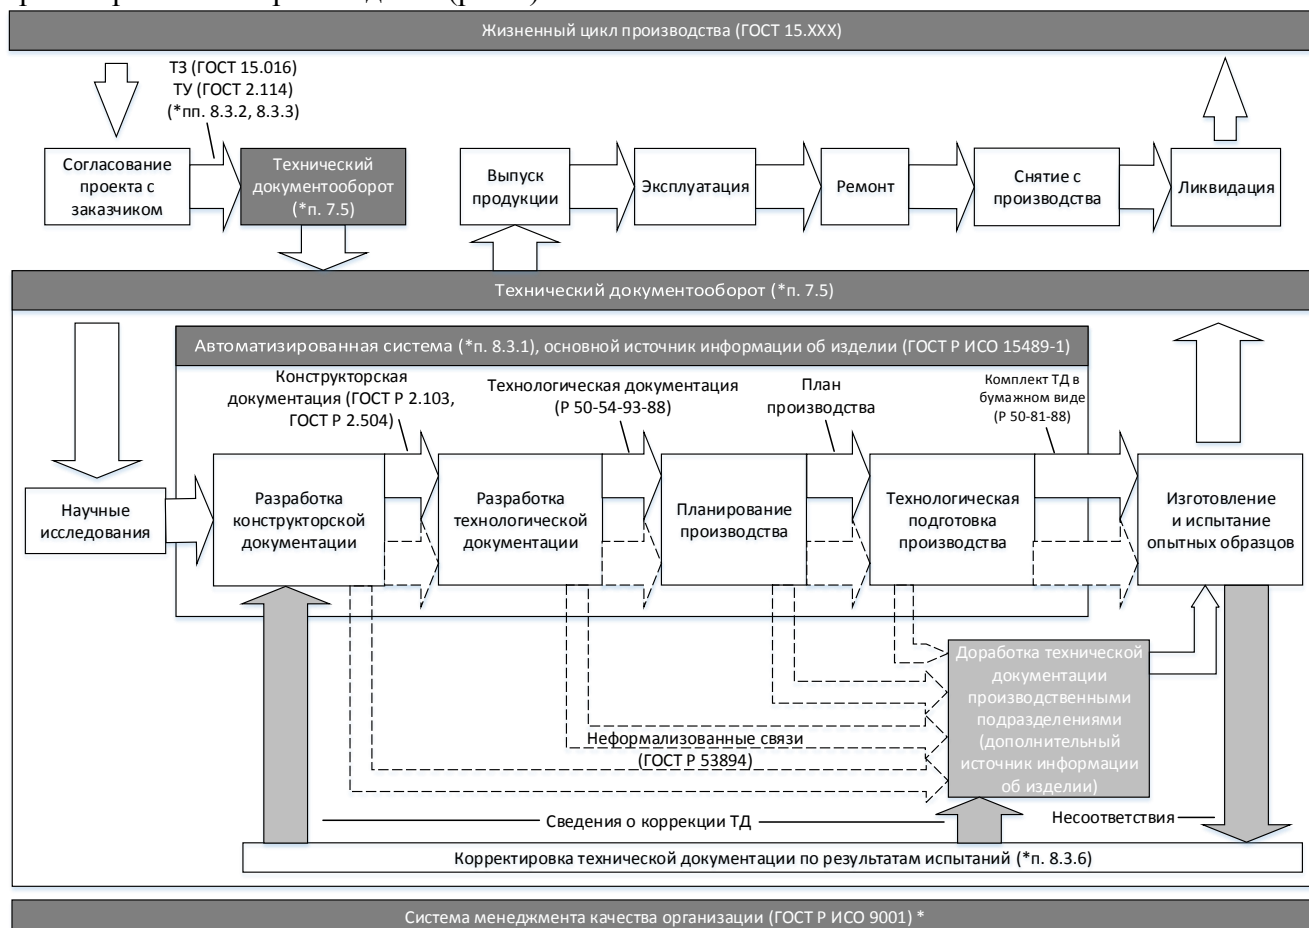 Жизненный цикл производства (ГОСТ 15.XXX)
ТЗ (ГОСТ 15.016)
ТУ (ГОСТ 2.114)
(*пп. 8.3.2, 8.3.3)
Согласование
проекта с
заказчиком
Технический
документооборот
(*п. 7.5)
Выпуск
продукции
Эксплуатация
Ремонт
Снятие с
производства
Ликвидация
Технический документооборот (*п. 7.5)
Автоматизированная система (*п. 8.3.1), основной источник информации об изделии (ГОСТ Р ИСО 15489-1)
Конструкторская
документация (ГОСТ Р 2.103,
ГОСТ Р 2.504)
Технологическая документация
(Р 50-54-93-88)
План
производства
Комплект ТД в
бумажном виде
(Р 50-81-88)
Научные
исследования
Разработка
конструкторской
документации
Разработка
технологической
документации
Планирование
производства
Технологическая
подготовка
производства
Изготовление
и испытание
опытных образцов
Доработка технической
документации
производственными
подразделениями
(дополнительный
источник информации
об изделии)
Неформализованные связи
(ГОСТ Р 53894)
Сведения о коррекции ТД
Несоответствия
Корректировка технической документации по результатам испытаний (*п. 8.3.6)
Система менеджмента качества организации (ГОСТ Р ИСО 9001) *